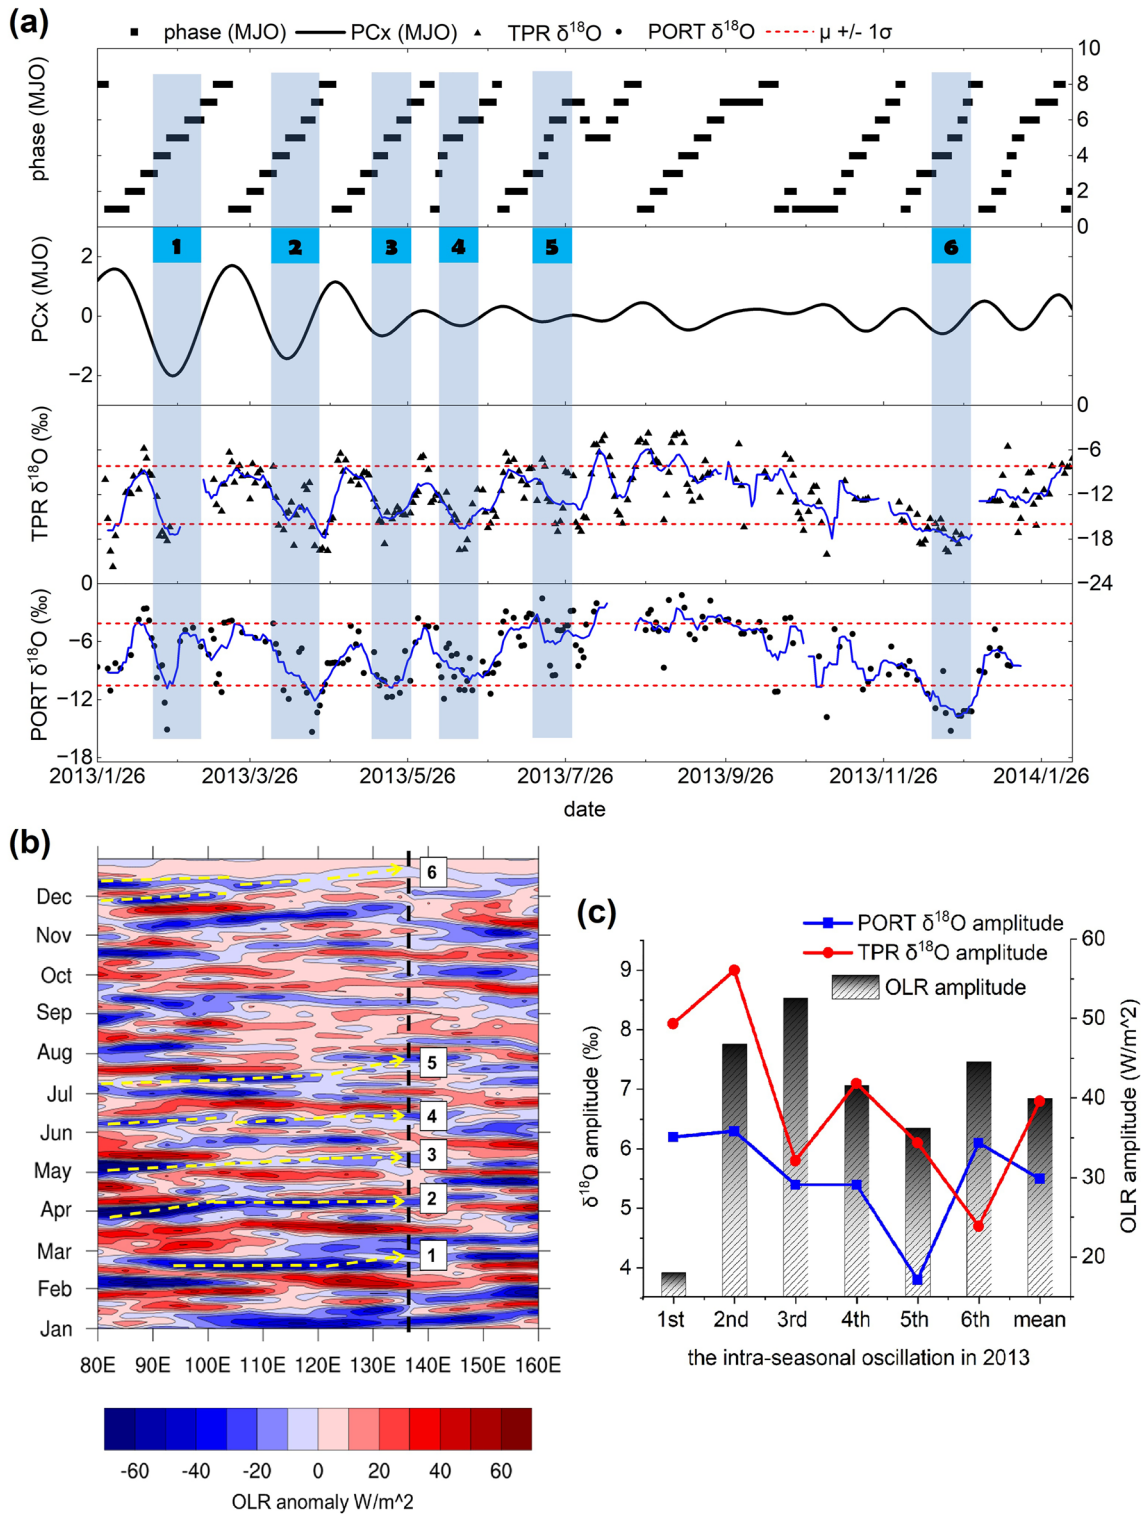 (a)
phase (MJO) PCx (MJO) TPR δ¹⁸O PORT δ¹⁸O μ +/- 1σ
phase (MJO)
10
8
6
4
2
0
PCx (MJO)
2
0
−2
1 2 3 4 5 6
TPR δ¹⁸O (‰)
0
−6
−12
−18
−24
PORT δ¹⁸O (‰)
0
−6
−12
−18
2013/1/26 2013/3/26 2013/5/26 2013/7/26 2013/9/26 2013/11/26 2014/1/26
date
(b)
Dec
Nov
Oct
Sep
Aug
Jul
Jun
May
Apr
Mar
Feb
Jan
6
5
4
3
2
1
80E 90E 100E 110E 120E 130E 140E 150E 160E
-60 -40 -20 0 20 40 60
OLR anomaly W/m^2
(c)
PORT δ¹⁸O amplitude
TPR δ¹⁸O amplitude
OLR amplitude
δ¹⁸O amplitude (‰)
9
8
7
6
5
4
OLR amplitude (W/m^2)
60
50
40
30
20
1st 2nd 3rd 4th 5th 6th mean
the intra-seasonal oscillation in 2013